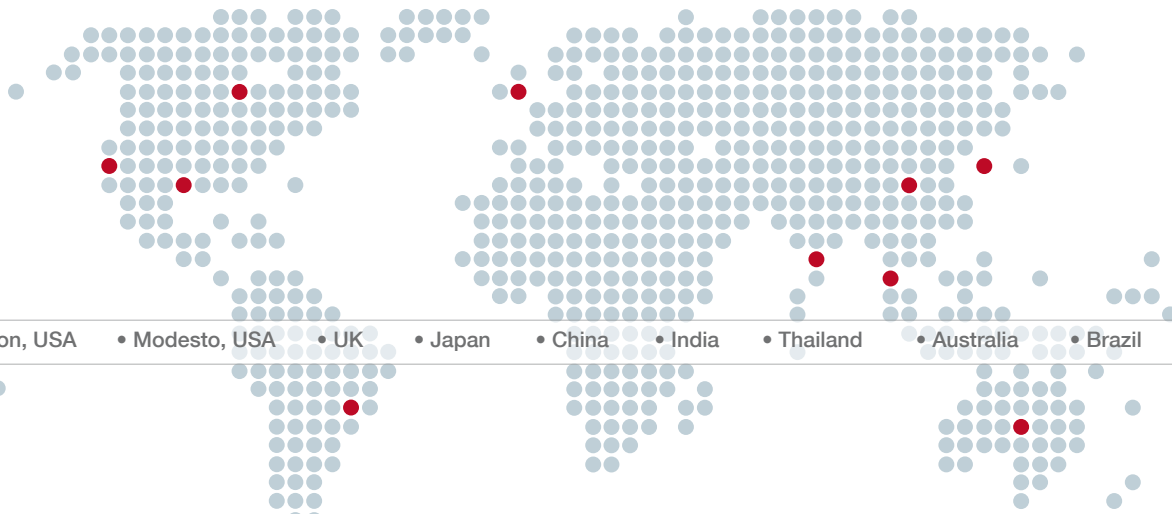 on, USA • Modesto, USA • UK • Japan • China • India • Thailand • Australia • Brazil